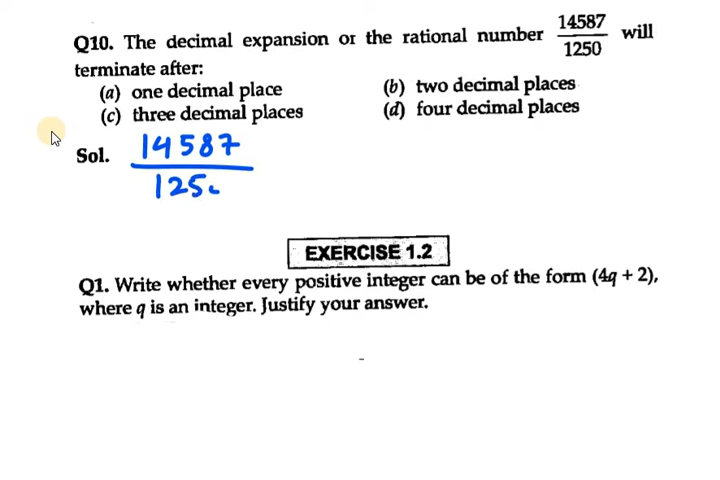 Q10. The decimal expansion or the rational number 14587/1250 will
terminate after:
(a) one decimal place (b) two decimal places
(c) three decimal places (d) four decimal places
Sol. 14587
125
EXERCISE 1.2
Q1. Write whether every positive integer can be of the form (4q + 2),
where q is an integer. Justify your answer.